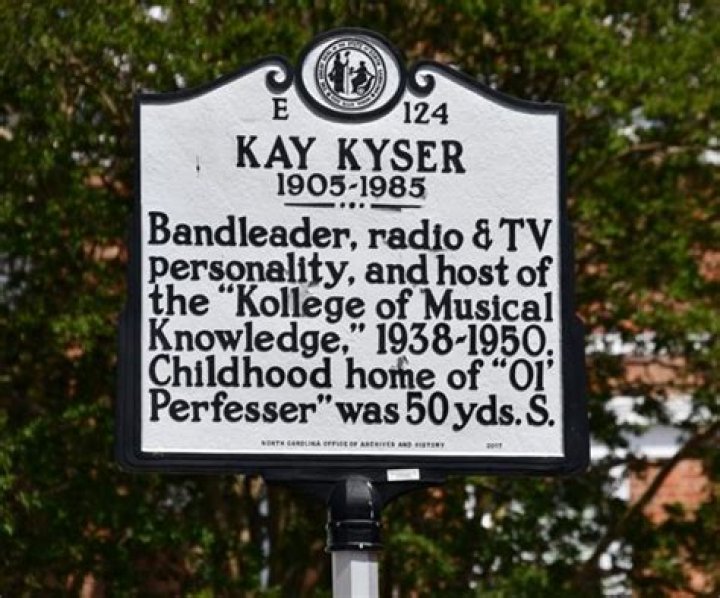 E 124
KAY KYSER
1905-1985
Bandleader, radio & TV
personality, and host of
the "Kollege of Musical
Knowledge," 1938-1950.
Childhood home of "Ol'
Perfesser" was 50 yds. S.
NORTH CAROLINA OFFICE OF ARCHIVES AND HISTORY 2017